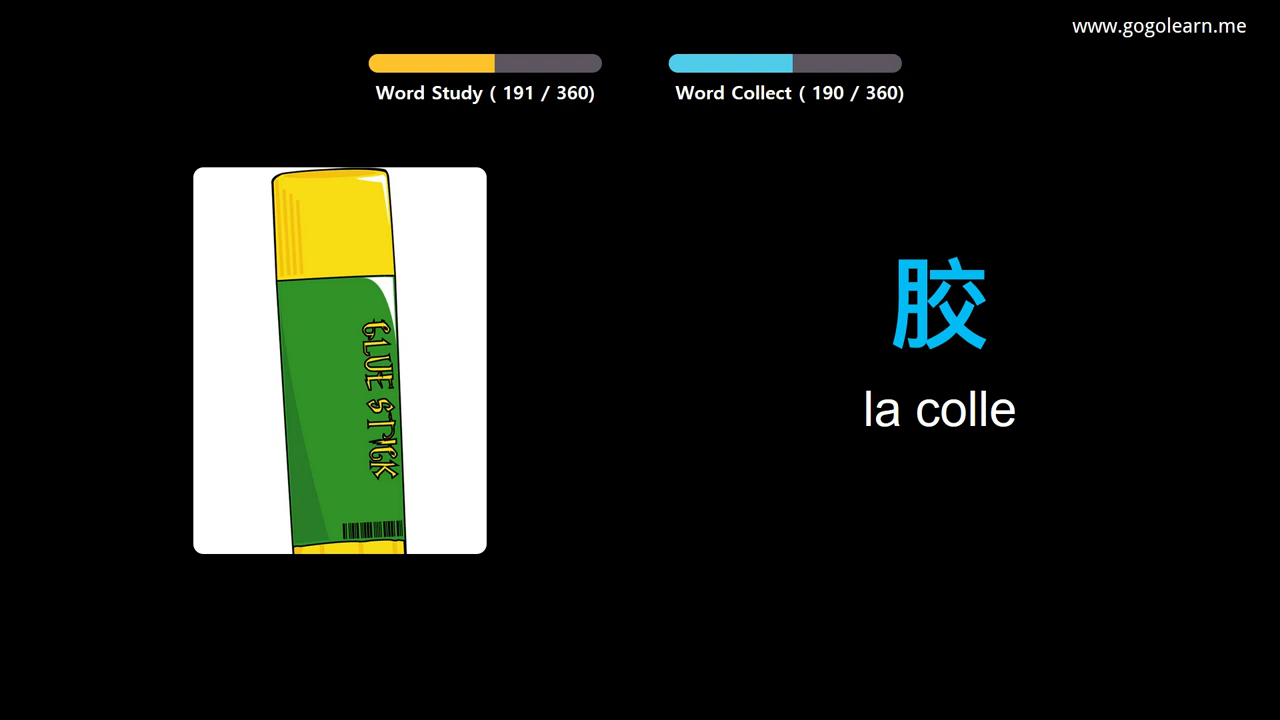 www.gogolearn.me
Word Study ( 191 / 360)
Word Collect ( 190 / 360)
GLUE STICK
胶
la colle